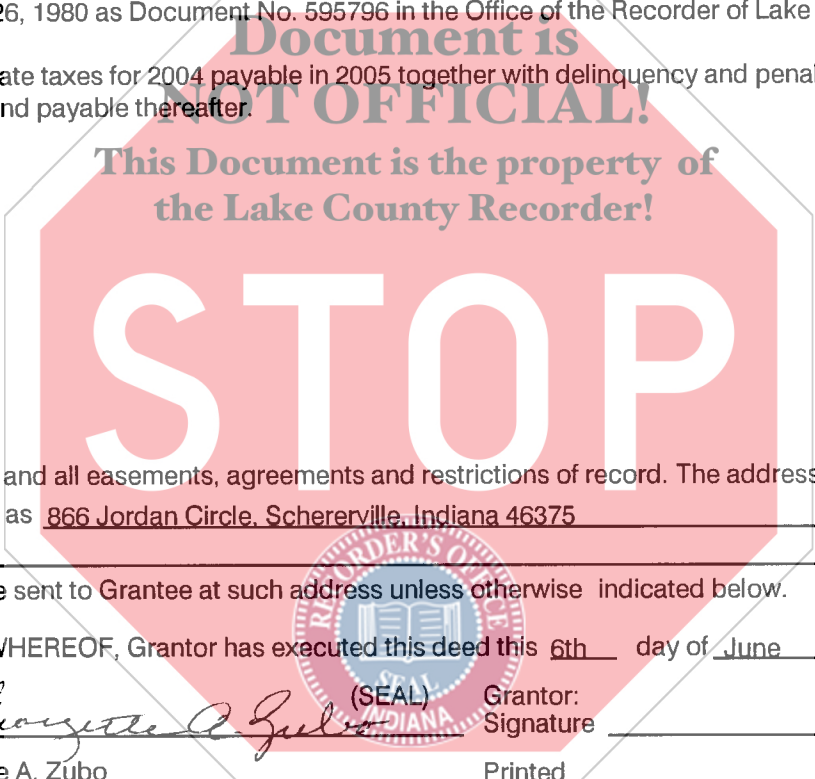 26, 1980 as Document No. 595796 in the Office of the Recorder of Lake
Document is
ate taxes for 2004 payable in 2005 together with delinquency and penal
NOT OFFICIAL!
nd payable thereafter.
This Document is the property of
the Lake County Recorder!
STOP
and all easements, agreements and restrictions of record. The address
as 866 Jordan Circle, Schererville, Indiana 46375
RECORDER'S OFFICE
e sent to Grantee at such address unless otherwise indicated below.
WHEREOF, Grantor has executed this deed this 6th day of June
SEAL
(SEAL) Grantor:
INDIANA
Georgette A. Zubo Signature
e A. Zubo Printed